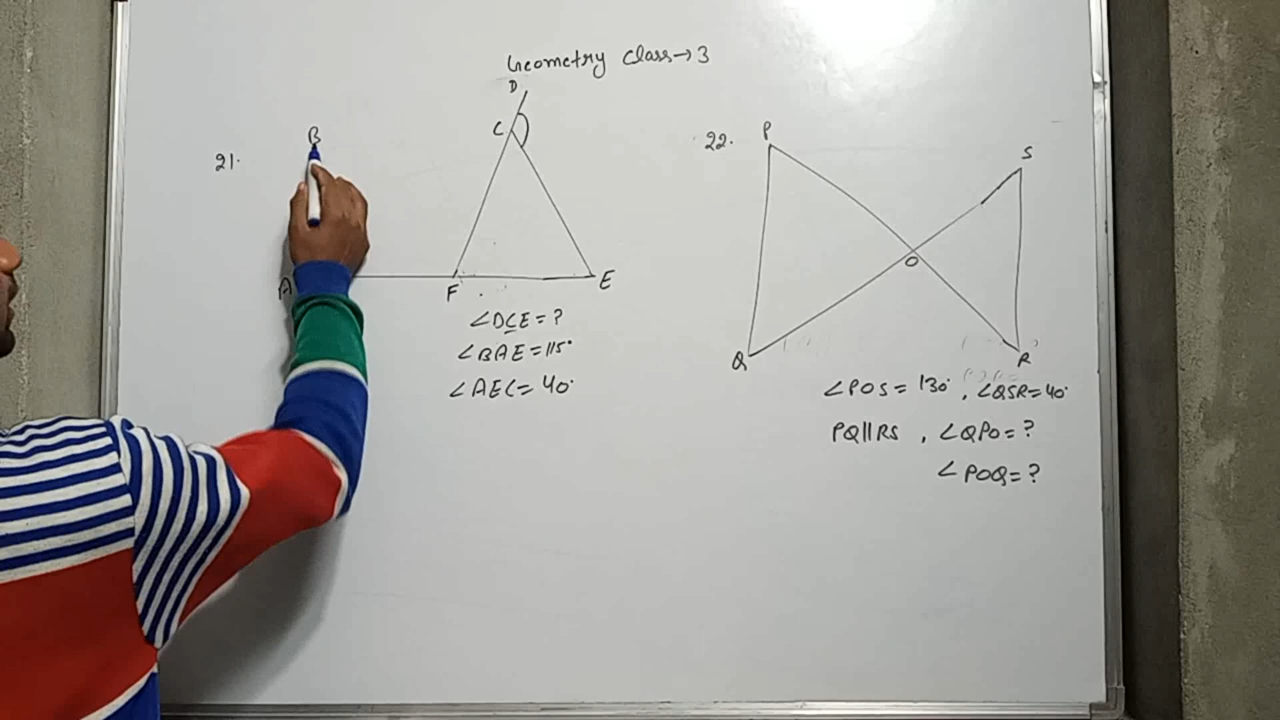 Geometry Class→3
21.
B
D
C
A
F
E
∠DCE = ?
∠BAE = 115°
∠AEC = 40°
22.
P
S
O
Q
R
∠POS = 130°, ∠QSR = 40°
PQ||RS , ∠QPO = ?
∠POQ = ?